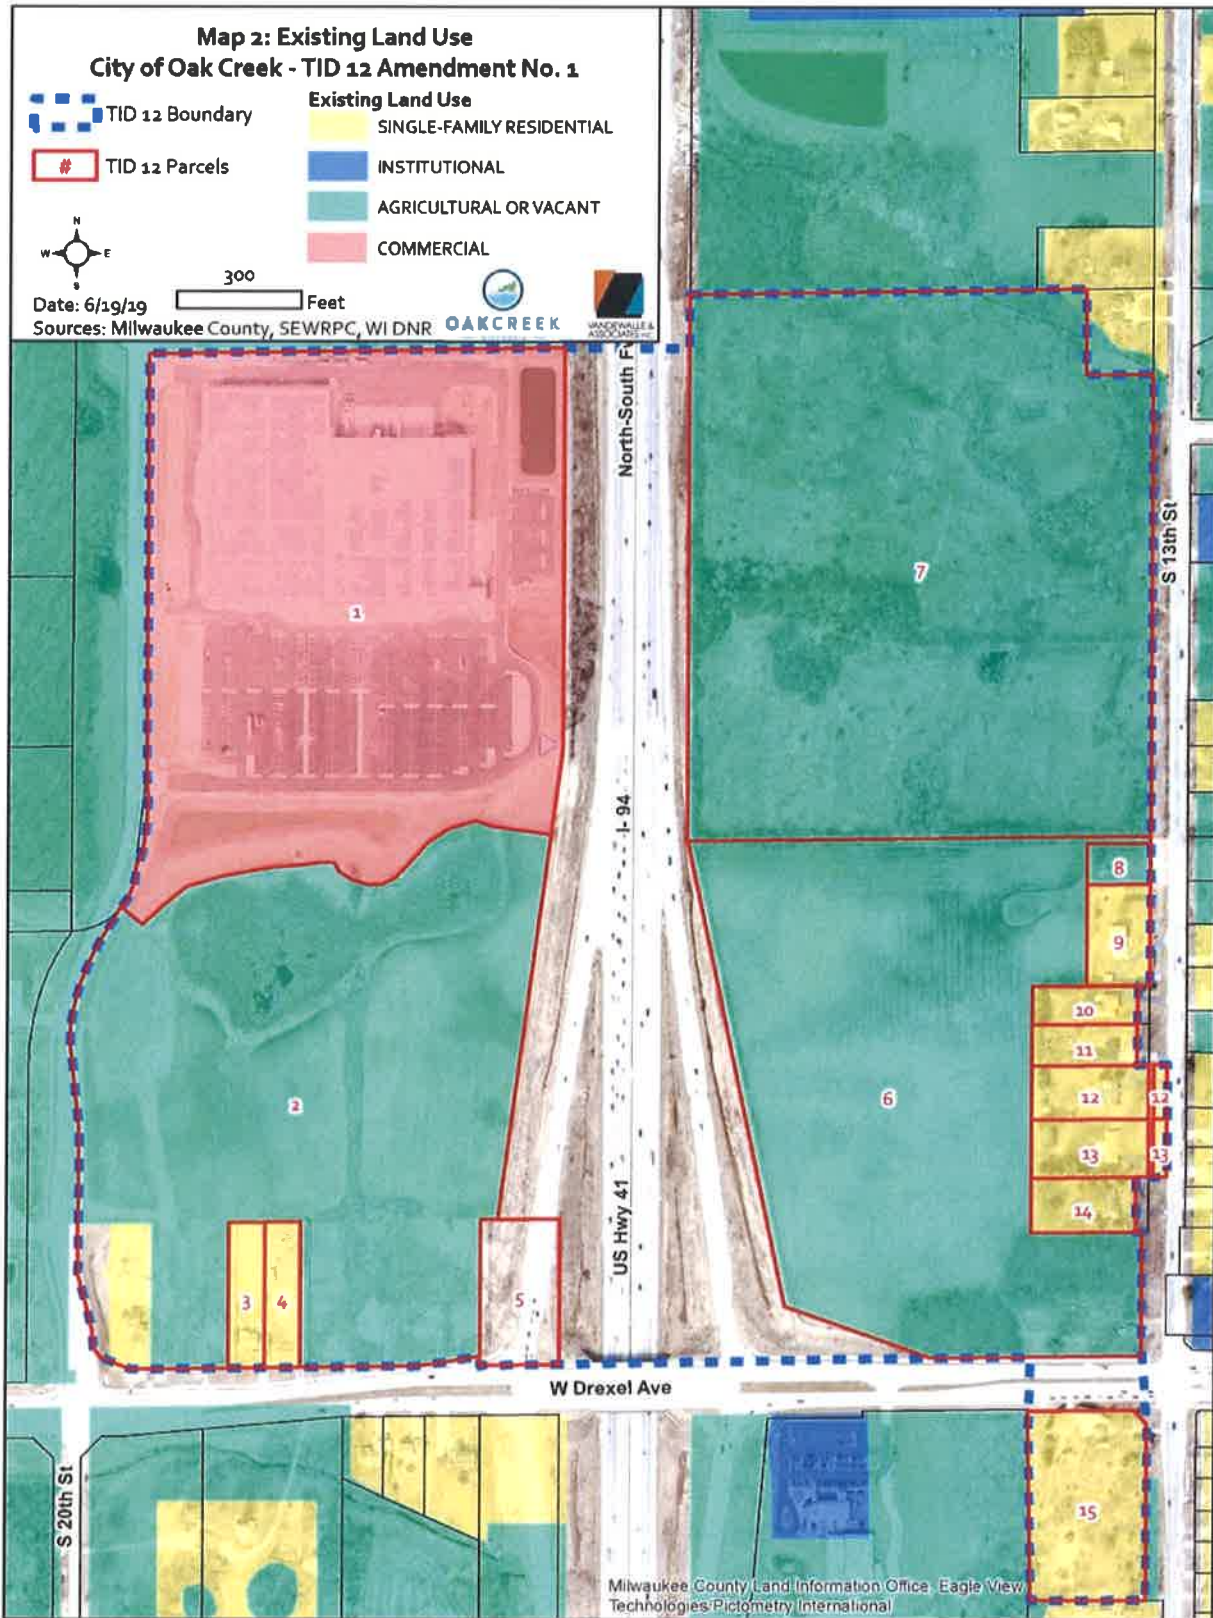 Map 2: Existing Land Use
City of Oak Creek - TID 12 Amendment No. 1
TID 12 Boundary
# TID 12 Parcels
Existing Land Use
SINGLE-FAMILY RESIDENTIAL
INSTITUTIONAL
AGRICULTURAL OR VACANT
COMMERCIAL
N
W E
S
300
Feet
Date: 6/19/19
Sources: Milwaukee County, SEWRPC, WI DNR
OAKCREEK
VANDEWALLE &
ASSOCIATES INC.
North-South
S 13th St
1
7
I- 94
8
9
10
11
12 12
13 13
14
2
6
US Hwy 41
3
4
5
W Drexel Ave
S 20th St
15
Milwaukee County Land Information Office, Eagle View
Technologies Pictometry International